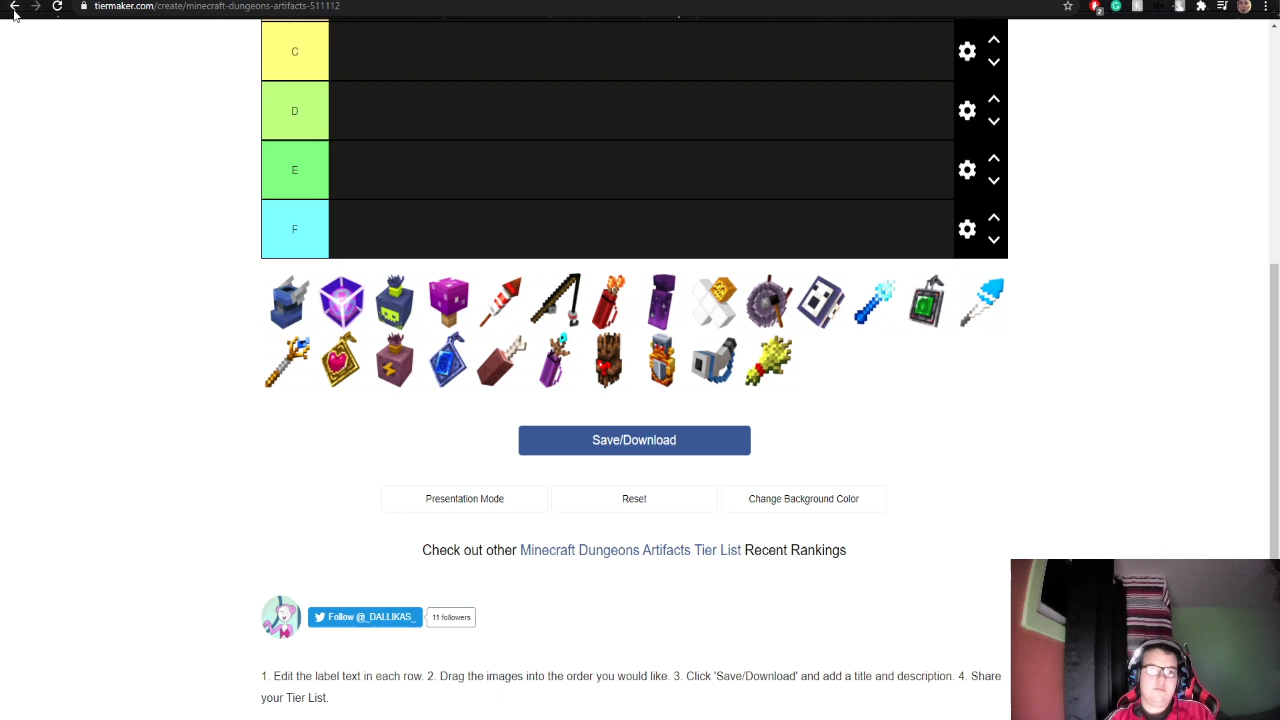 tiermaker.com/create/minecraft-dungeons-artifacts-511112
2
C
D
E
F
Save/Download
Presentation Mode
Reset
Change Background Color
Check out other Minecraft Dungeons Artifacts Tier List Recent Rankings
Follow @_DALLIKAS_
11 followers
1. Edit the label text in each row. 2. Drag the images into the order you would like. 3. Click 'Save/Download' and add a title and description. 4. Share
your Tier List.